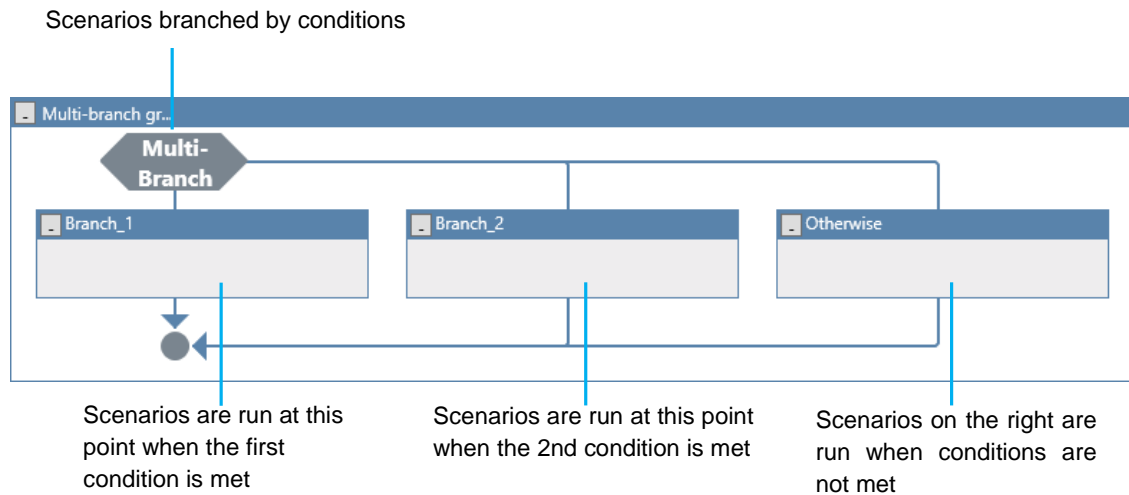 Scenarios branched by conditions
- Multi-branch gr...
Multi-
Branch
- Branch_1
- Branch_2
- Otherwise
Scenarios are run at this
point when the first
condition is met
Scenarios are run at this point
when the 2nd condition is met
Scenarios on the right are
run when conditions are
not met